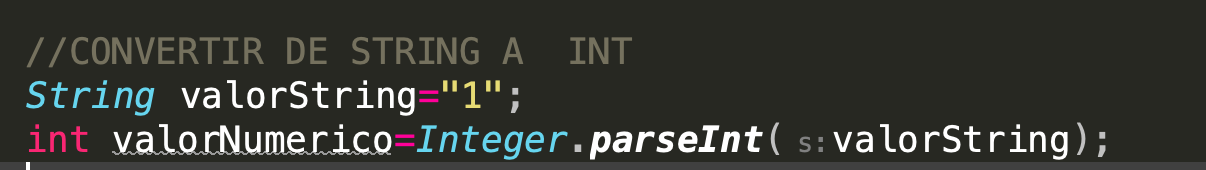 //CONVERTIR DE STRING A  INT
String valorString="1";
int valorNumerico=Integer.parseInt( s:valorString);